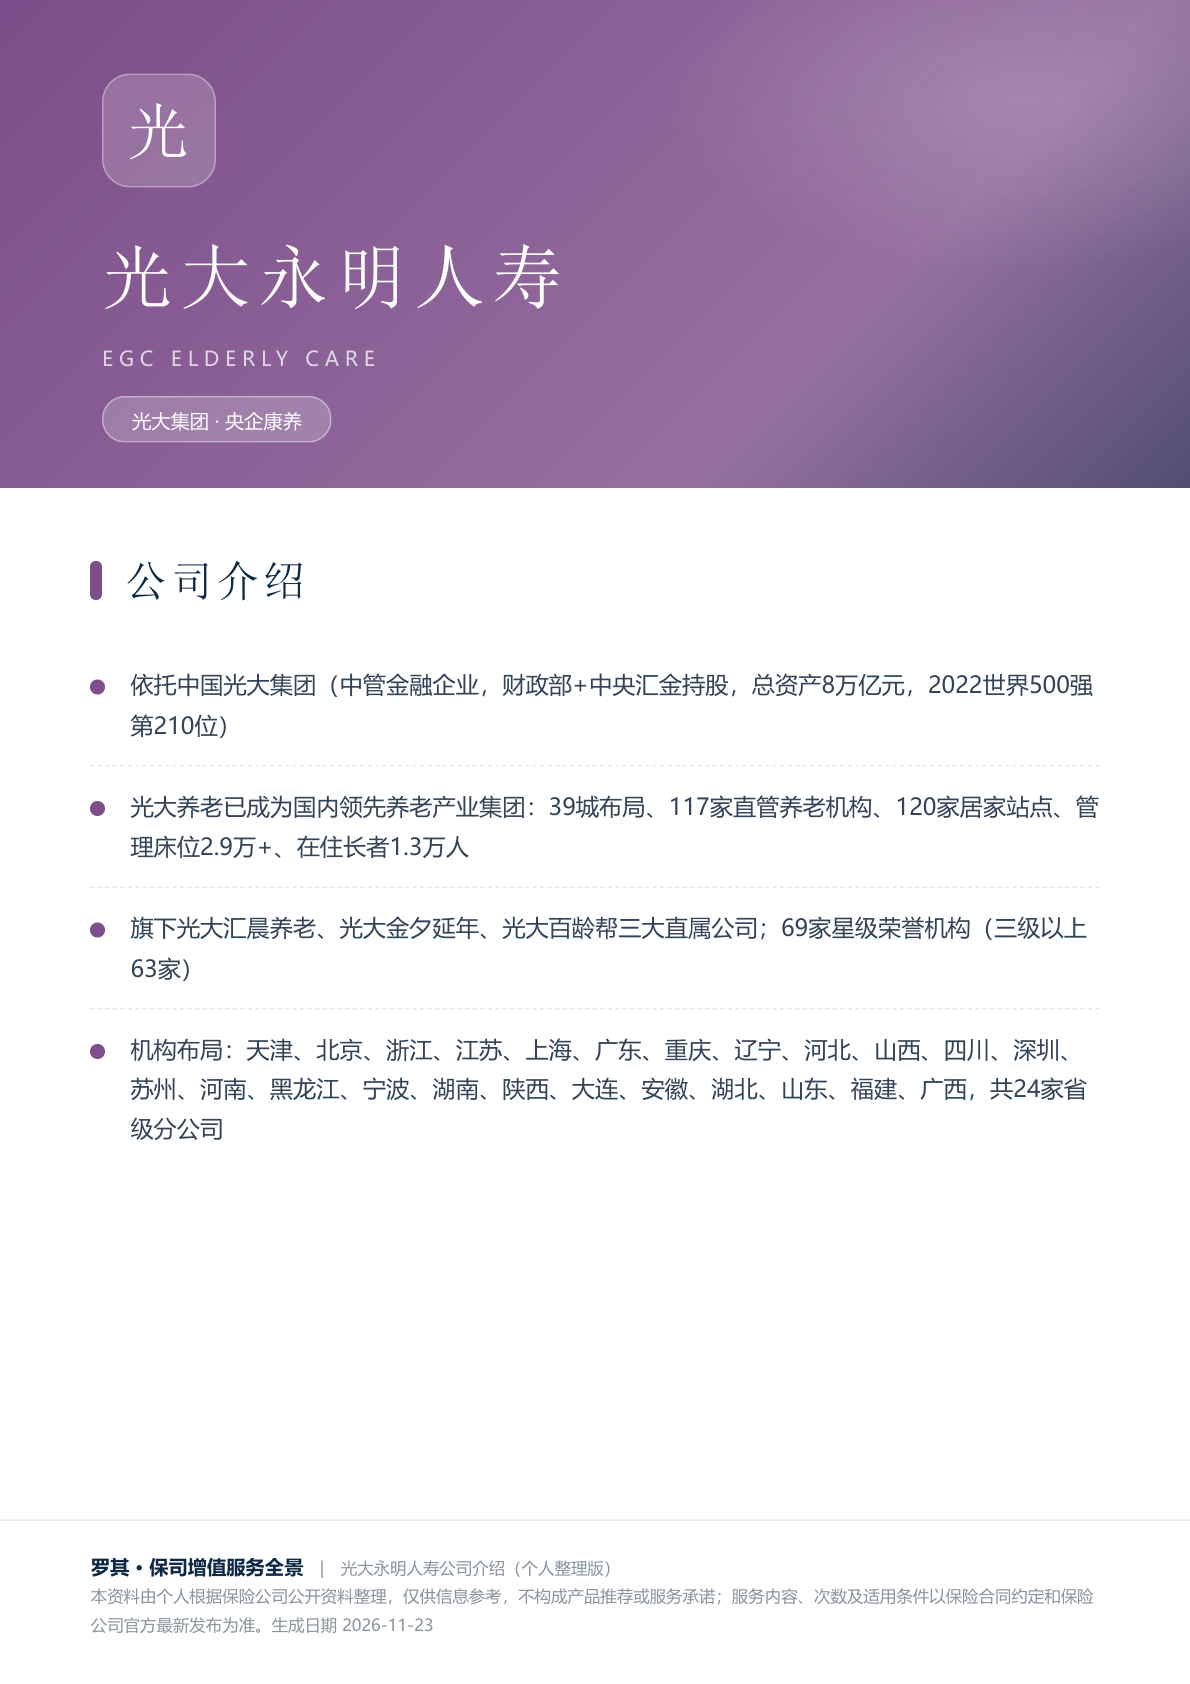 光
光大永明人寿
EGC ELDERLY CARE
光大集团 · 央企康养
公司介绍
依托中国光大集团（中管金融企业，财政部+中央汇金持股，总资产8万亿元，2022世界500强
第210位）
光大养老已成为国内领先养老产业集团：39城布局、117家直管养老机构、120家居家站点、管
理床位2.9万+、在住长者1.3万人
旗下光大汇晨养老、光大金夕延年、光大百龄帮三大直属公司；69家星级荣誉机构（三级以上
63家）
机构布局：天津、北京、浙江、江苏、上海、广东、重庆、辽宁、河北、山西、四川、深圳、
苏州、河南、黑龙江、宁波、湖南、陕西、大连、安徽、湖北、山东、福建、广西，共24家省
级分公司
罗其·保司增值服务全景 | 光大永明人寿公司介绍（个人整理版）
本资料由个人根据保险公司公开资料整理，仅供信息参考，不构成产品推荐或服务承诺；服务内容、次数及适用条件以保险合同约定和保险
公司官方最新发布为准。生成日期 2026-11-23